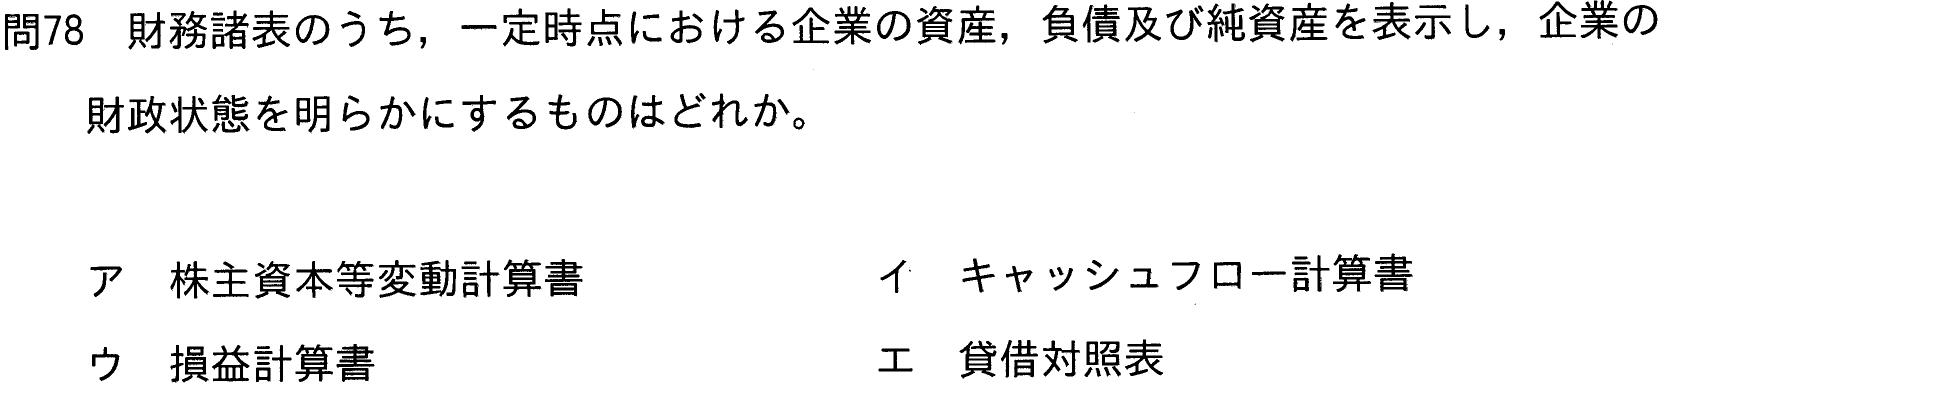 問78 財務諸表のうち，一定時点における企業の資産，負債及び純資産を表示し，企業の
財政状態を明らかにするものはどれか。
ア 株主資本等変動計算書 イ キャッシュフロー計算書
ウ 損益計算書 エ 貸借対照表